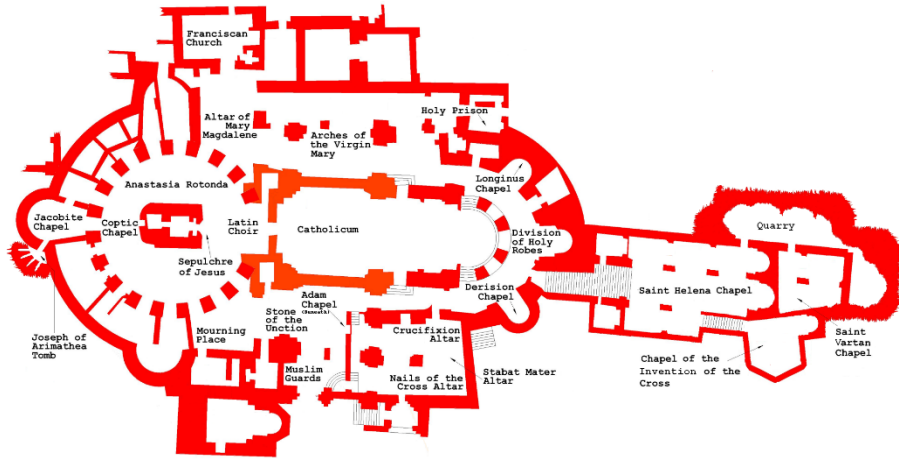 Franciscan
Church
Altar of
Mary
Magdalene
Arches of
the Virgin
Mary
Holy Prison
Longinus
Chapel
Anastasia Rotonda
Jacobite
Chapel
Coptic
Chapel
Latin
Choir
Catholicum
Division
of Holy
Robes
Quarry
Sepulchre
of Jesus
Derision
Chapel
Saint Helena Chapel
Adam
Chapel
(Beneath)
Stone of
the
Unction
Crucifixion
Altar
Mourning
Place
Joseph of
Arimathea
Tomb
Muslim
Guards
Nails of the
Cross Altar
Stabat Mater
Altar
Chapel of the
Invention of the
Cross
Saint
Vartan
Chapel